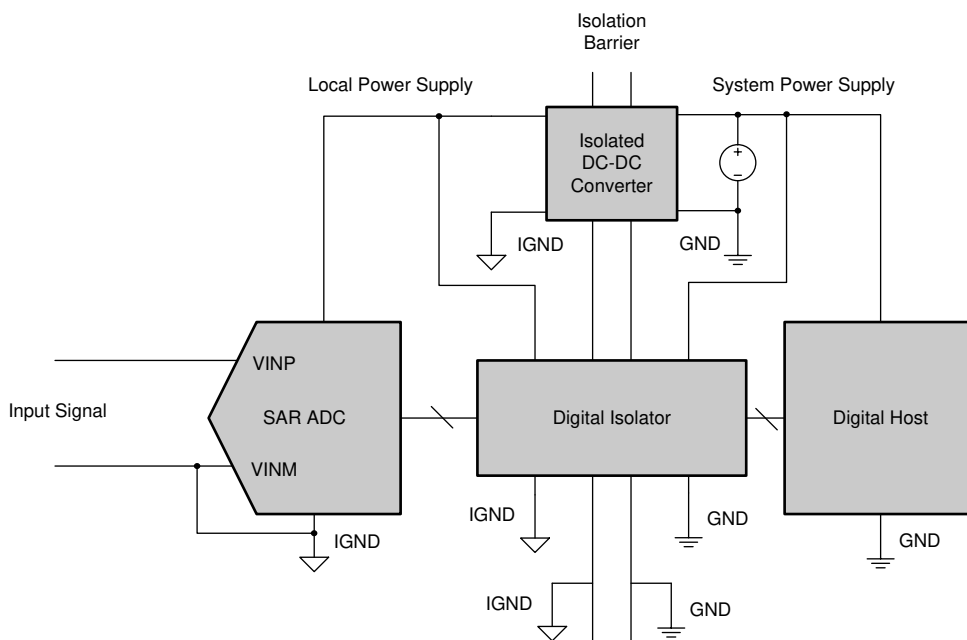 Isolation
Barrier
Local Power Supply
System Power Supply
Isolated
DC-DC
Converter
+
−
IGND
GND
VINP
Input Signal
SAR ADC
Digital Isolator
Digital Host
VINM
IGND
IGND
GND
GND
IGND
GND